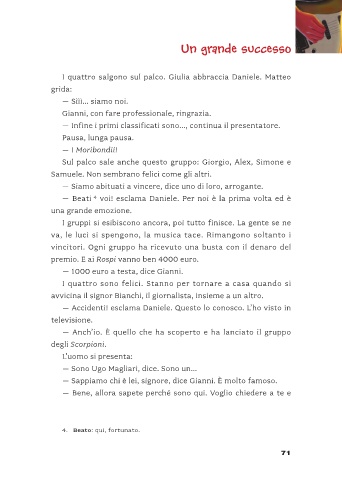 Un grande successo
I quattro salgono sul palco. Giulia abbraccia Daniele. Matteo
grida:
— Sìii... siamo noi.
Gianni, con fare professionale, ringrazia.
— Infine i primi classificati sono..., continua il presentatore.
Pausa, lunga pausa.
— I Moribondi!!
Sul palco sale anche questo gruppo: Giorgio, Alex, Simone e
Samuele. Non sembrano felici come gli altri.
— Siamo abituati a vincere, dice uno di loro, arrogante.
— Beati 4 voi! esclama Daniele. Per noi è la prima volta ed è
una grande emozione.
I gruppi si esibiscono ancora, poi tutto finisce. La gente se ne
va, le luci si spengono, la musica tace. Rimangono soltanto i
vincitori. Ogni gruppo ha ricevuto una busta con il denaro del
premio. E ai Rospi vanno ben 4000 euro.
— 1000 euro a testa, dice Gianni.
I quattro sono felici. Stanno per tornare a casa quando si
avvicina il signor Bianchi, il giornalista, insieme a un altro.
— Accidenti! esclama Daniele. Questo lo conosco. L'ho visto in
televisione.
— Anch'io. È quello che ha scoperto e ha lanciato il gruppo
degli Scorpioni.
L'uomo si presenta:
— Sono Ugo Magliari, dice. Sono un...
— Sappiamo chi è lei, signore, dice Gianni. È molto famoso.
— Bene, allora sapete perché sono qui. Voglio chiedere a te e
4. Beato: qui, fortunato.
71